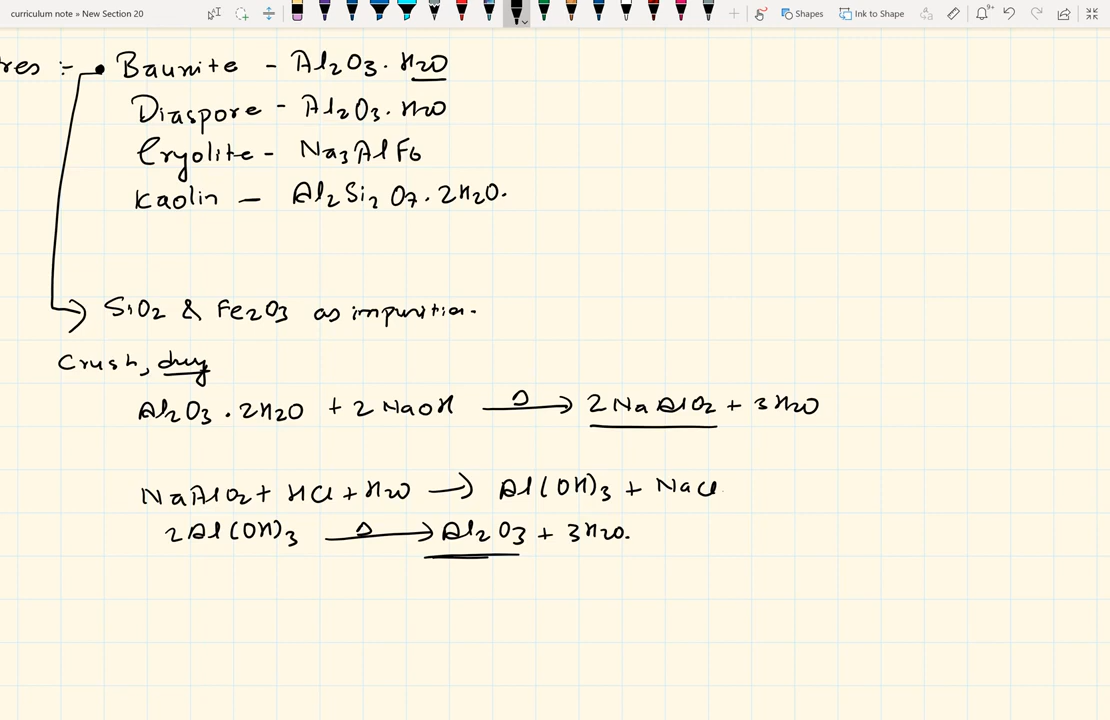 curriculum note » New Section 20
9+
Shapes
Ink to Shape
res :- • Bauxite - Al2O3. H2O
Diaspore - Al2O3. H2O
Cryolite - Na3AlF6
Kaolin - Al2Si2O7. 2H2O.
SiO2 & Fe2O3 as impurities.
Crush, dry
Al2O3 . 2H2O + 2NaOH Δ→ 2NaAlO2 + 3H2O
NaAlO2 + HCl + H2O → Al(OH)3 + NaCl
2Al(OH)3 Δ→ Al2O3 + 3H2O.